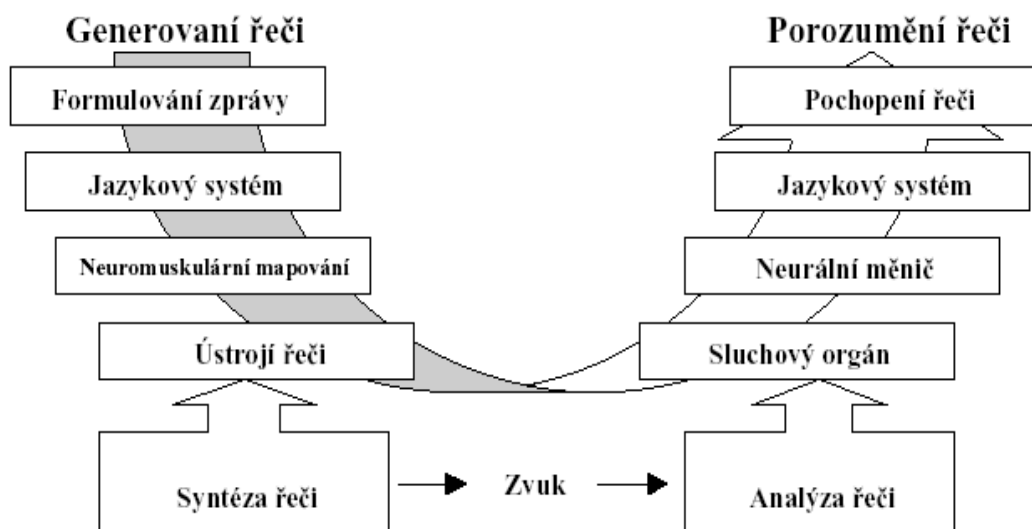 Generovaní řeči
Porozumění řeči
Formulování zprávy
Pochopení řeči
Jazykový systém
Jazykový systém
Neuromuskulární mapování
Neurální měnič
Ústrojí řeči
Sluchový orgán
Syntéza řeči
Zvuk
Analýza řeči